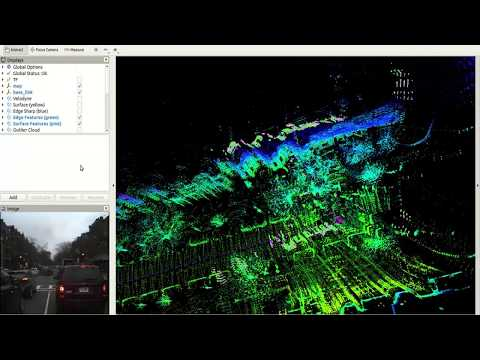 Interact
Focus Camera
Measure
Displays
Global Options
Global Status: Ok
TF
map
base_link
Velodyne
Surface (yellow)
Edge Sharp (blue)
Edge Features (green)
Surface Features (pink)
Outlier Cloud
Add
Duplicate
Remove
Rename
Image